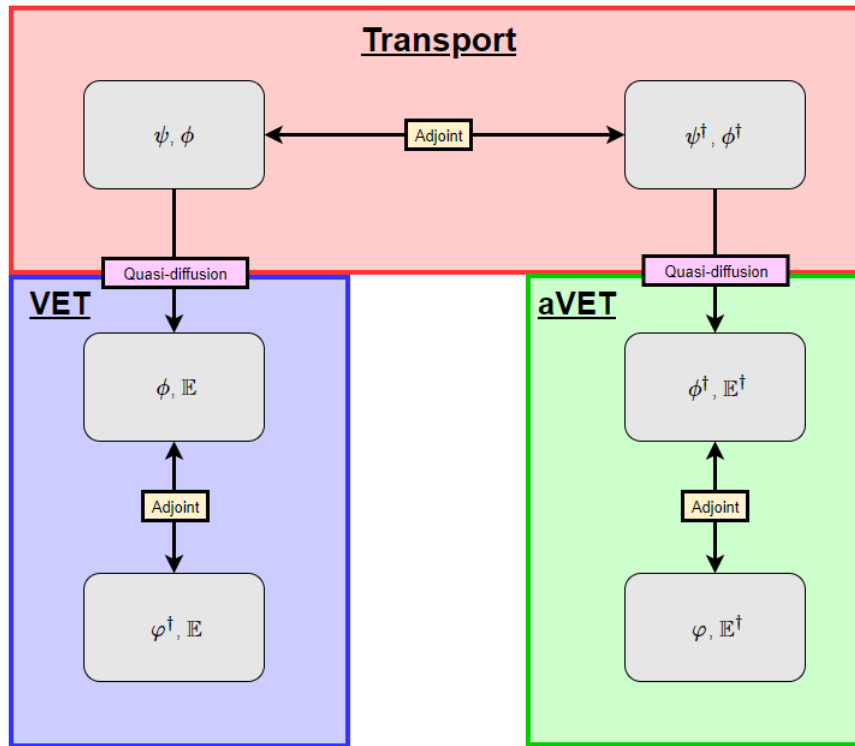 Transport
ψ, ϕ
Adjoint
ψ†, ϕ†
Quasi-diffusion
Quasi-diffusion
VET
aVET
ϕ, 𝔼
ϕ†, 𝔼†
Adjoint
Adjoint
φ†, 𝔼
φ, 𝔼†